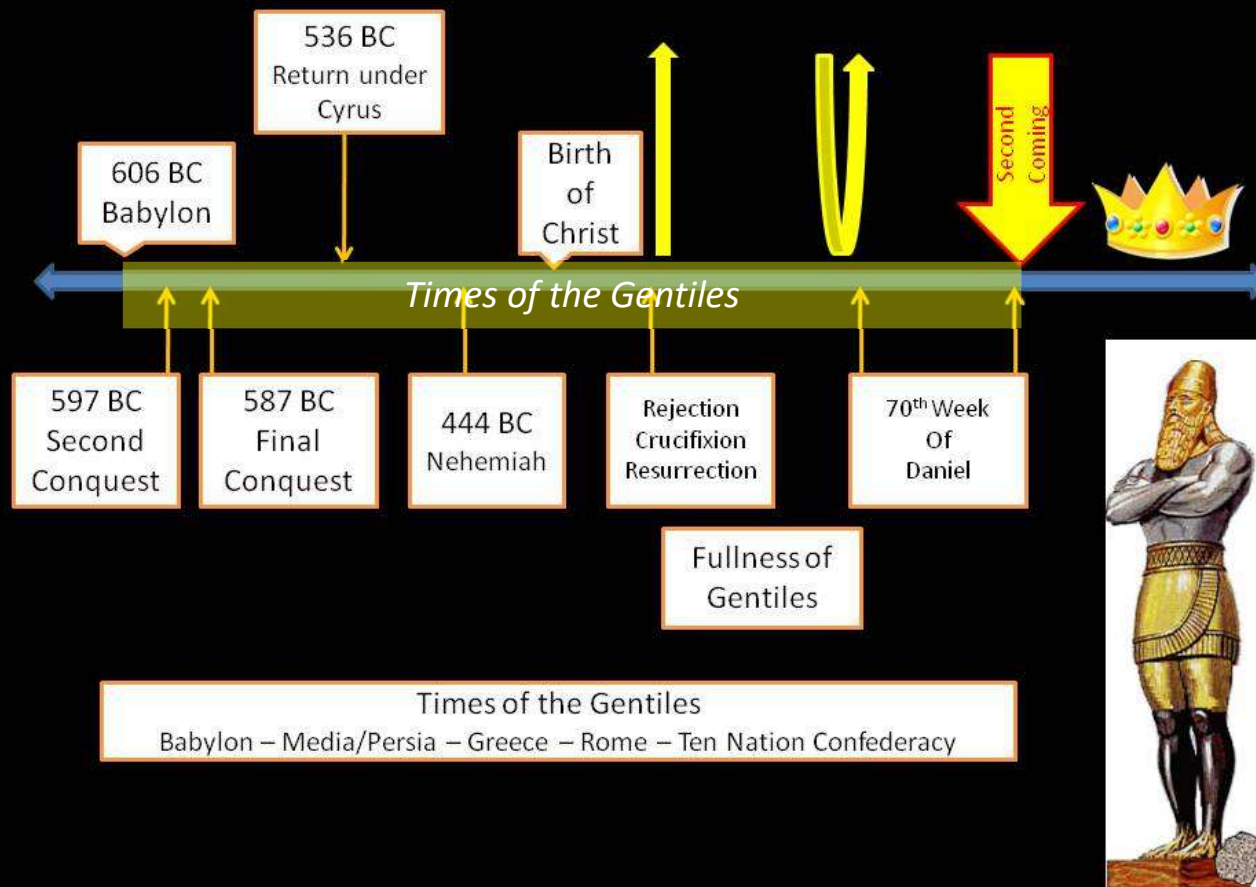 536 BC
Return under
Cyrus
606 BC
Babylon
Birth
of
Christ
Second
Coming
Times of the Gentiles
597 BC
Second
Conquest
587 BC
Final
Conquest
444 BC
Nehemiah
Rejection
Crucifixion
Resurrection
70th Week
Of
Daniel
Fullness of
Gentiles
Times of the Gentiles
Babylon – Media/Persia – Greece – Rome – Ten Nation Confederacy